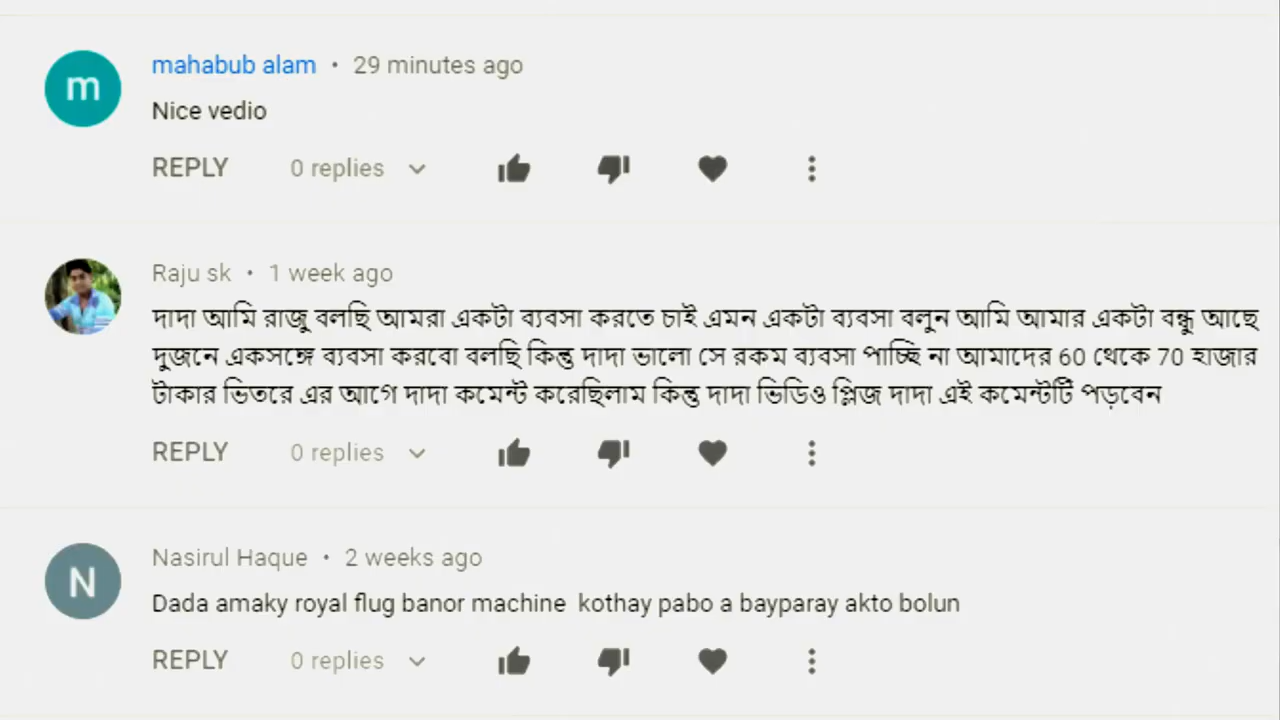 m
mahabub alam • 29 minutes ago
Nice vedio
REPLY 0 replies
Raju sk • 1 week ago
দাদা আমি রাজু বলছি আমরা একটা ব্যবসা করতে চাই এমন একটা ব্যবসা বলুন আমি আমার একটা বন্ধু আছে
দুজনে একসঙ্গে ব্যবসা করবো বলছি কিন্তু দাদা ভালো সে রকম ব্যবসা পাচ্ছি না আমাদের 60 থেকে 70 হাজার
টাকার ভিতরে এর আগে দাদা কমেন্ট করেছিলাম কিন্তু দাদা ভিডিও প্লিজ দাদা এই কমেন্টটি পড়বেন
REPLY 0 replies
N
Nasirul Haque • 2 weeks ago
Dada amaky royal flug banor machine kothay pabo a bayparay akto bolun
REPLY 0 replies